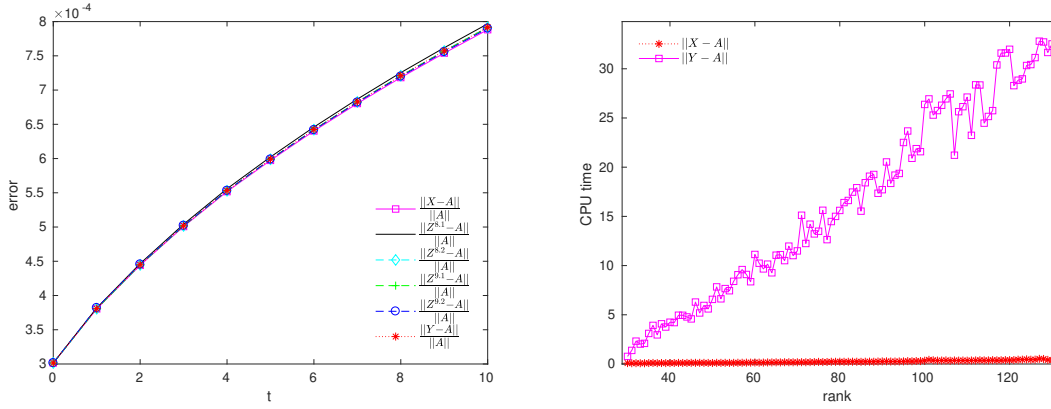 ×10⁻⁴
8
7.5
7
6.5
6
5.5
5
4.5
4
3.5
3
error
0 2 4 6 8 10
t
||X−A|| / ||A||
||Z^{8.1}−A|| / ||A||
||Z^{8.2}−A|| / ||A||
||Z^{9.1}−A|| / ||A||
||Z^{9.2}−A|| / ||A||
||Y−A|| / ||A||
30
25
20
15
10
5
0
CPU time
40 60 80 100 120
rank
||X − A||
||Y − A||